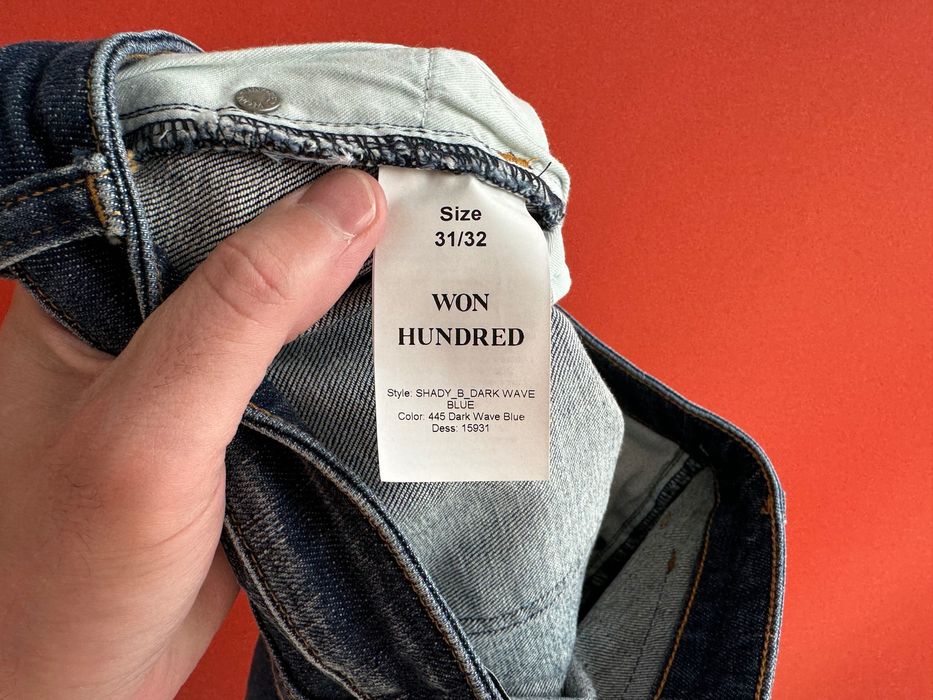 Size
31/32
WON
HUNDRED
Style: SHADY_B_DARK WAVE
BLUE
Color: 445 Dark Wave Blue
Dess: 15931